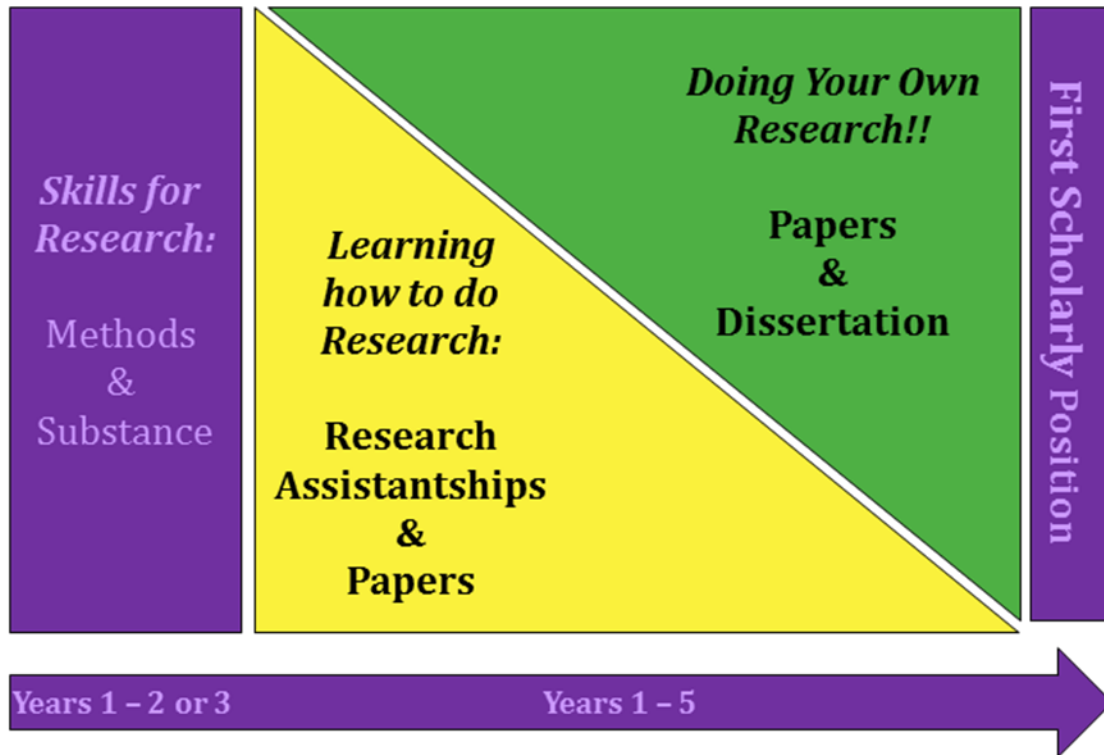 Skills for
Research:
Methods
&
Substance
Learning
how to do
Research:
Research
Assistantships
&
Papers
Doing Your Own
Research!!
Papers
&
Dissertation
First Scholarly Position
Years 1 – 2 or 3
Years 1 – 5